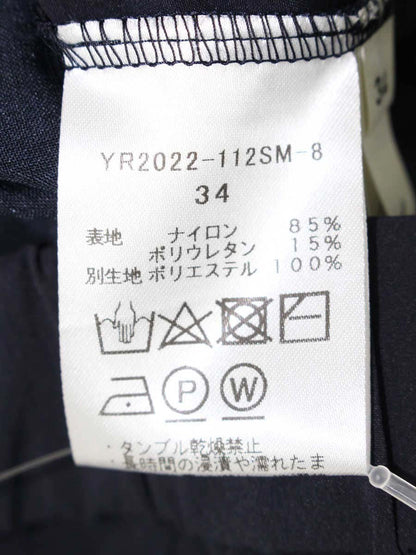 YR2022-112SM-8
34
表地 ナイロン 85%
ポリウレタン 15%
別生地 ポリエステル 100%
P W
・タンブル乾燥禁止
・長時間の浸漬や濡れたま
34